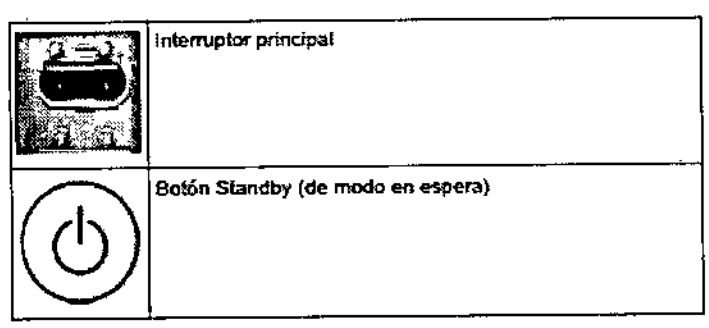 Interruptor principal
Botón Standby (de modo en espera)